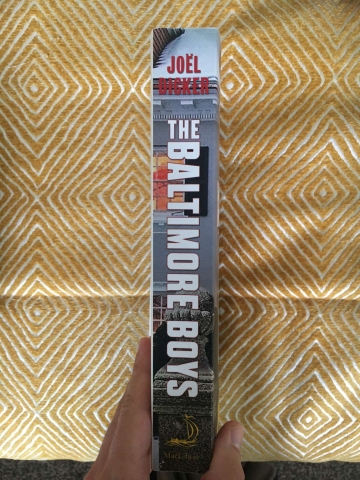 JOËL
DICKER
THE
BALTIMORE BOYS